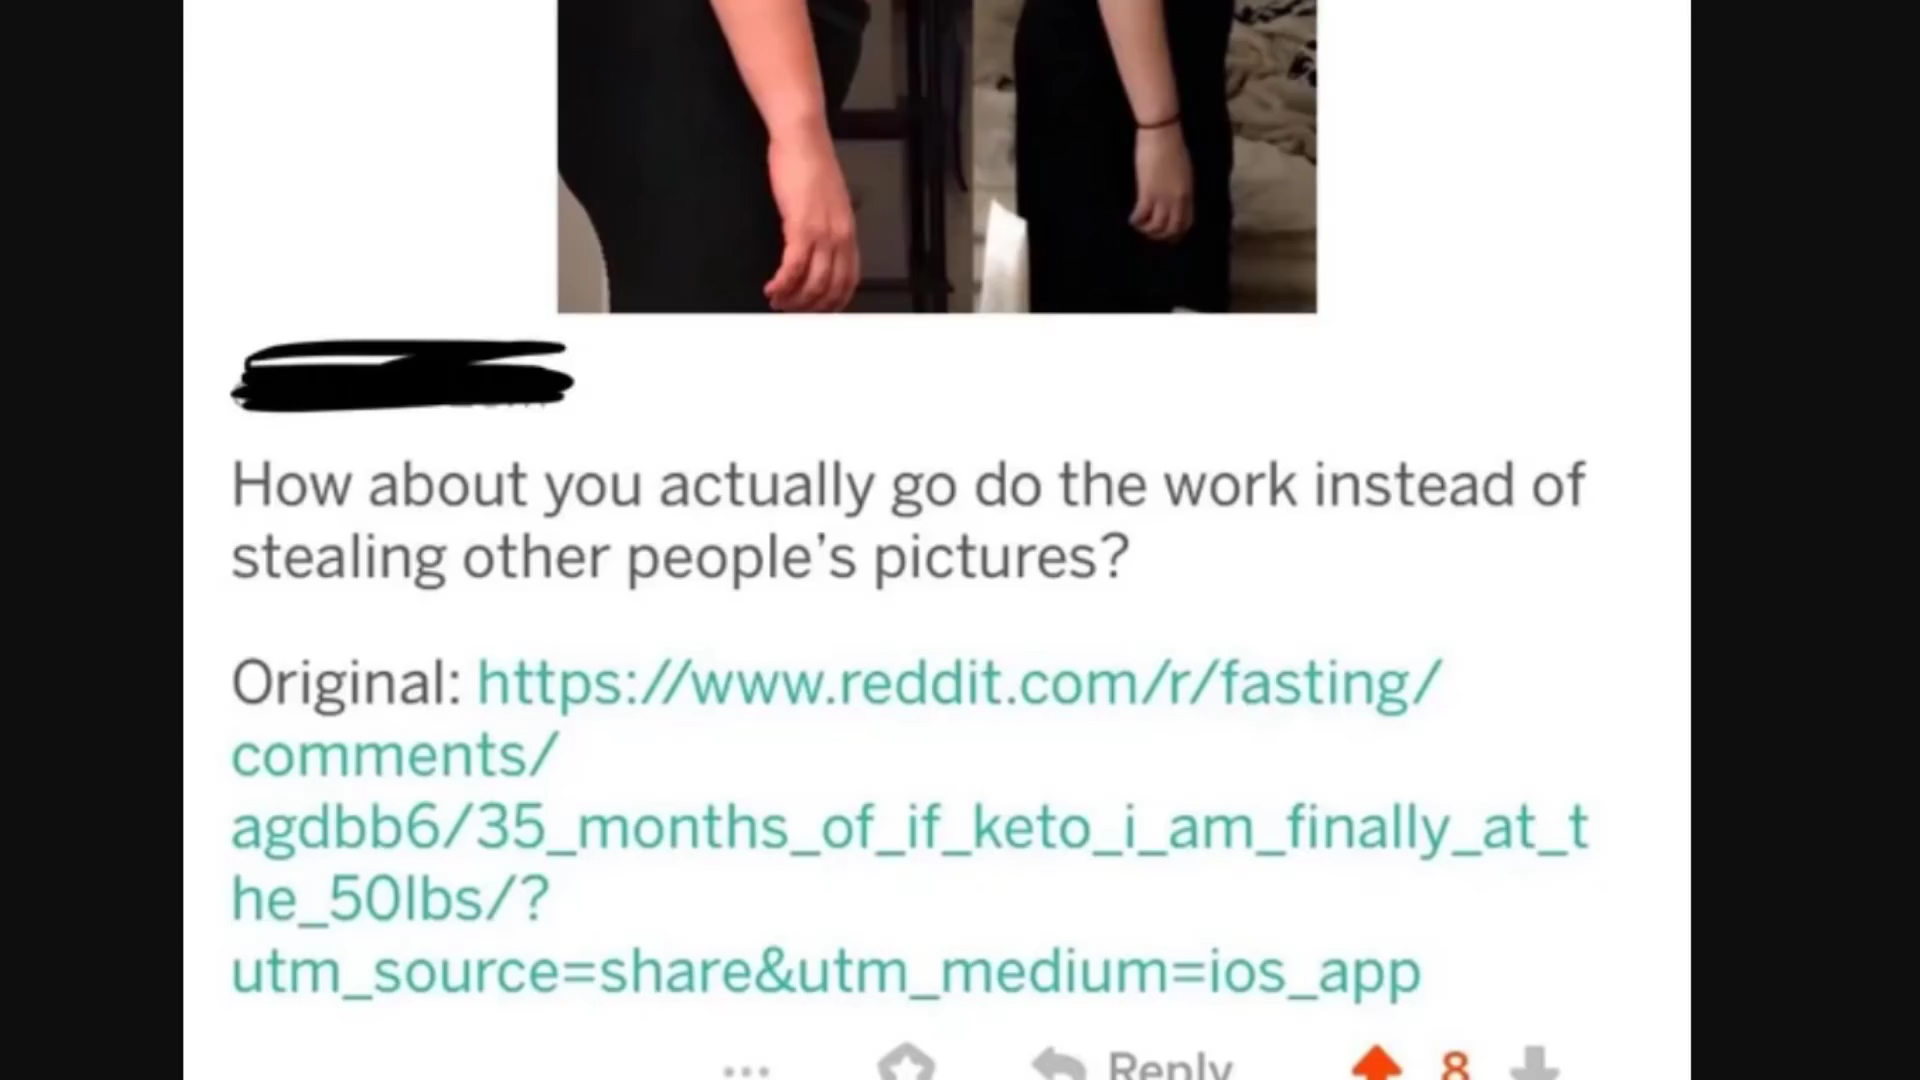 How about you actually go do the work instead of
stealing other people's pictures?
Original: https://www.reddit.com/r/fasting/
comments/
agdbb6/35_months_of_if_keto_i_am_finally_at_t
he_50lbs/?
utm_source=share&utm_medium=ios_app
... Reply 8